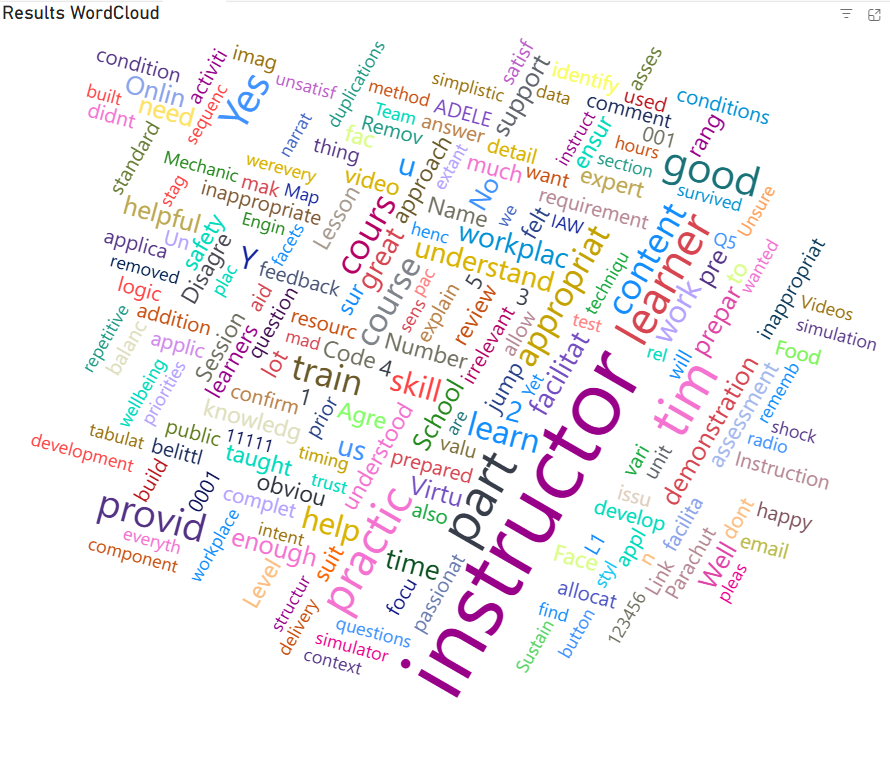 Results WordCloud
condition
built
didnt
Onlin
need
activiti
sequenc
imag
Yes
unsatisf
duplications
narrat
method
Team
Remov
simplistic
ADELE
answer
satisf
support
data
identify
asses
comment
used
conditions
001
rang
standard
Mechanic
stag
werevery
thing
fac
video
u
approach
extant
detail
much
want
instruct
ensur
hours
section
expert
good
survived
Unsure
helpful
inappropriate
mak
Map
Engin
facets
Lesson
cours
great
Name
No
we
felt
requirement
IAW
henc
workplac
understand
content
learner
Q5
pre
to
wanted
applica
Un
safety
Disagre
plac
Y
feedback
removed
logic
aid
sur
course
sens
pac
explain
5
3
review
allow
appropriat
techniqu
test
work
prepar
inappropriat
Videos
simulation
repetitive
balanc
addition
applic
Session
learners
question
resourc
mad
lot
Code
4
Number
irrelevant
jump
Yet
facilitat
rel
will
Food
wellbeing
priorities
confirm
1
train
skill
School
are
2
instructor
tim
demonstration
assessment
rememb
radio
shock
knowledg
prior
Agre
us
understood
valu
learn
tabulat
public
11111
belittl
taught
timing
trust
prepared
vari
unit
Instruction
development
build
0001
obviou
complet
Virtu
also
part
issu
develop
provid
everyth
component
workplace
intent
enough
help
practic
time
suit
Level
focu
passionat
Face
L1
styl
appl
n
facilita
dont
happy
email
Well
pleas
Link
Parachut
structur
delivery
questions
simulator
context
allocat
find
button
Sustain
123456